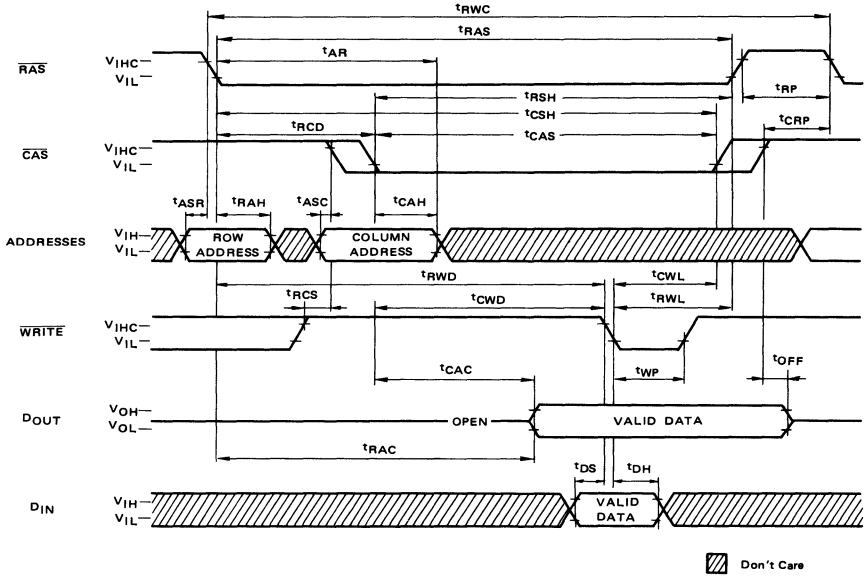 tRWC
tRAS
tAR
RAS
VIHC
VIL
tRP
tRSH
tCSH
tRCD
tCAS
tCRP
CAS
VIHC
VIL
tASR
tRAH
tASC
tCAH
ADDRESSES
VIH
VIL
ROW
ADDRESS
COLUMN
ADDRESS
tRWD
tCWL
tRCS
tCWD
tRWL
WRITE
VIHC
VIL
tWP
tOFF
tCAC
DOUT
VOH
VOL
OPEN
VALID DATA
tRAC
tDS
tDH
DIN
VIH
VIL
VALID
DATA
Don't Care